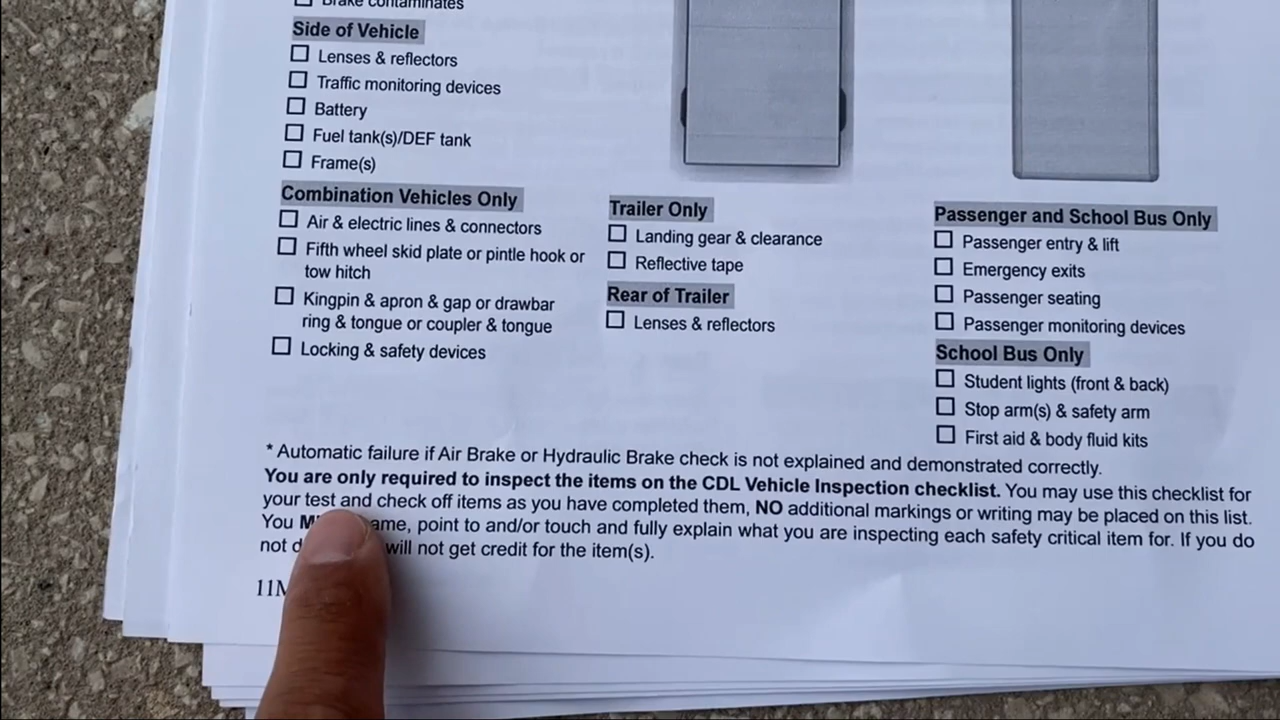 Brake contaminates
Side of Vehicle
Lenses & reflectors
Traffic monitoring devices
Battery
Fuel tank(s)/DEF tank
Frame(s)
Combination Vehicles Only
Air & electric lines & connectors
Fifth wheel skid plate or pintle hook or
tow hitch
Kingpin & apron & gap or drawbar
ring & tongue or coupler & tongue
Locking & safety devices
Trailer Only
Landing gear & clearance
Reflective tape
Rear of Trailer
Lenses & reflectors
Passenger and School Bus Only
Passenger entry & lift
Emergency exits
Passenger seating
Passenger monitoring devices
School Bus Only
Student lights (front & back)
Stop arm(s) & safety arm
First aid & body fluid kits
* Automatic failure if Air Brake or Hydraulic Brake check is not explained and demonstrated correctly.
You are only required to inspect the items on the CDL Vehicle Inspection checklist. You may use this checklist for
your test and check off items as you have completed them, NO additional markings or writing may be placed on this list.
You point to and/or touch and fully explain what you are inspecting each safety critical item for. If you do
not will not get credit for the item(s).